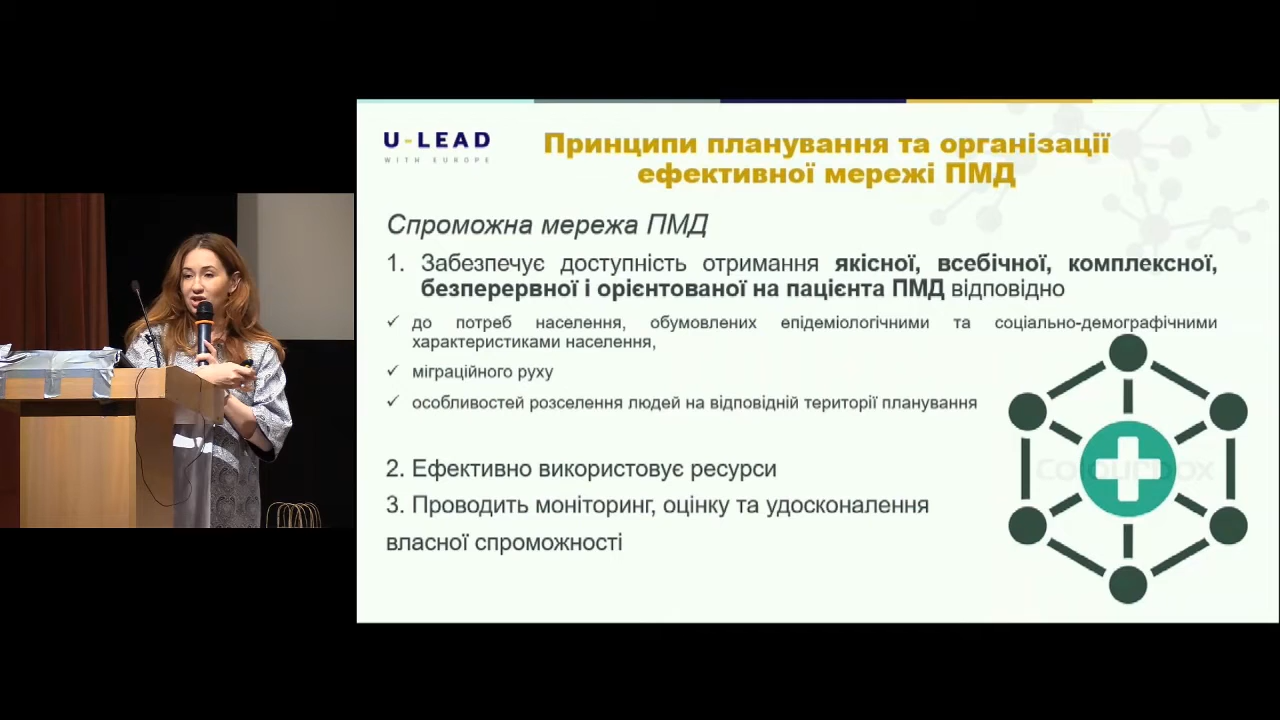 U-LEAD
WITH EUROPE
Принципи планування та організації
ефективної мережі ПМД
Спроможна мережа ПМД
1. Забезпечує доступність отримання якісної, всебічної, комплексної,
безперервної і орієнтованої на пацієнта ПМД відповідно
✓ до потреб населення, обумовлених епідеміологічними та соціально-демографічними
характеристиками населення,
✓ міграційного руху
✓ особливостей розселення людей на відповідній території планування
2. Ефективно використовує ресурси
3. Проводить моніторинг, оцінку та удосконалення
власної спроможності
colourbox